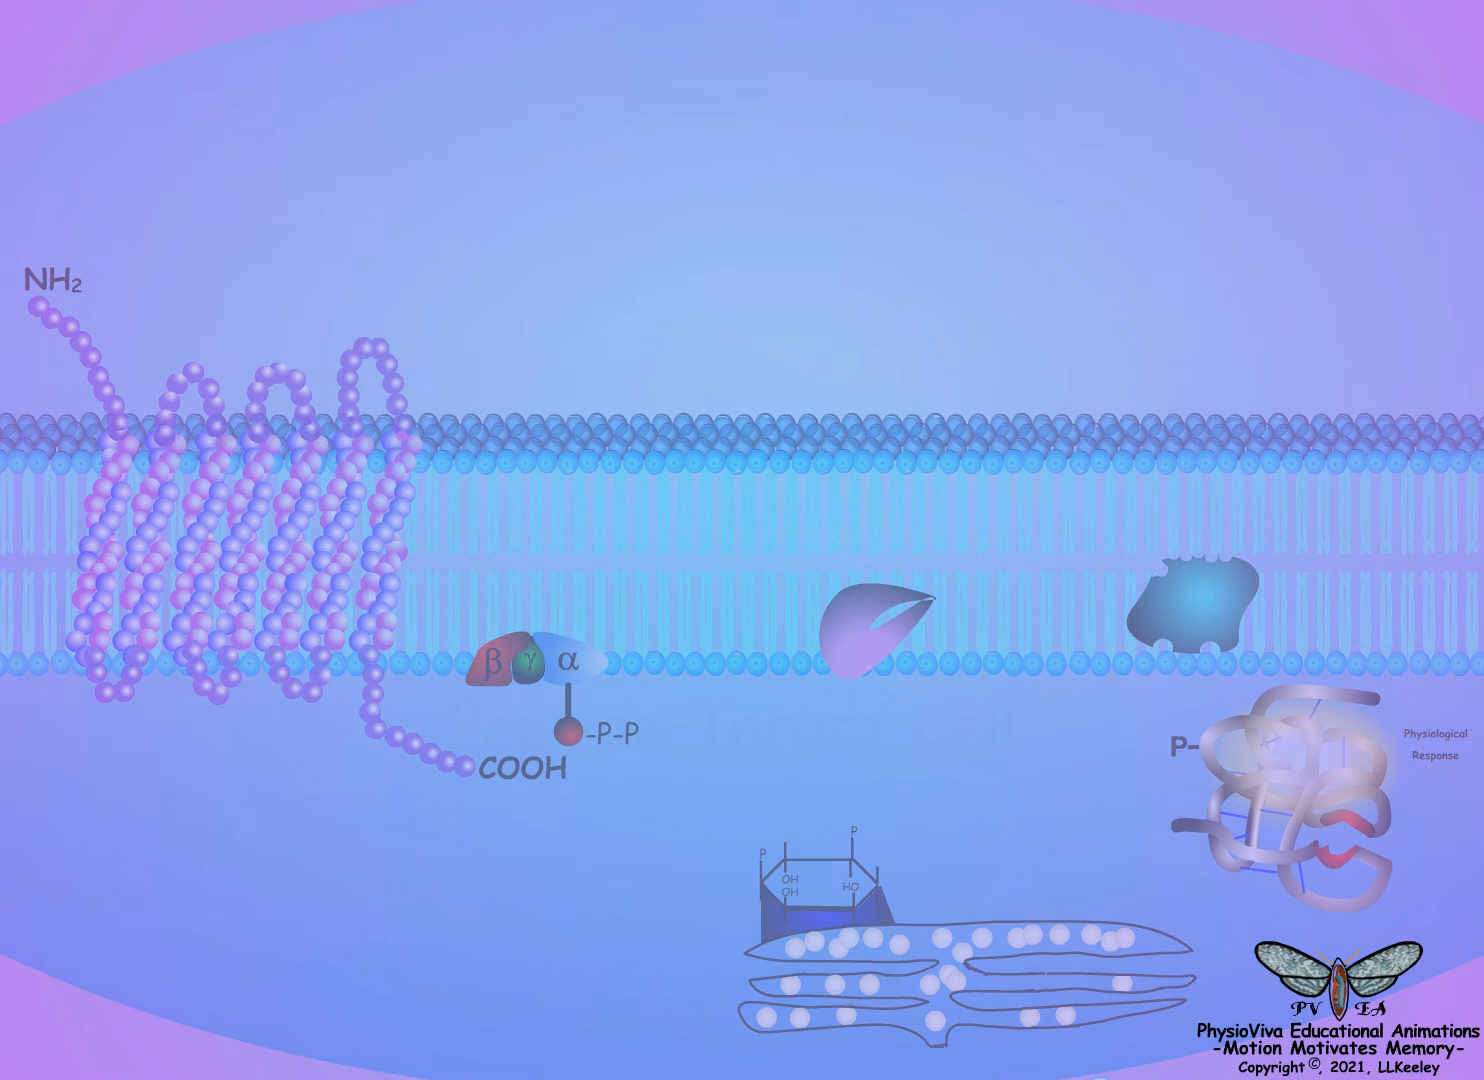 NH₂
β γ α
-P-P
COOH
P-
Physiological
Response
P
P
OH
OH
HO
PV EA
PhysioViva Educational Animations
-Motion Motivates Memory-
Copyright ©, 2021, LLKeeley